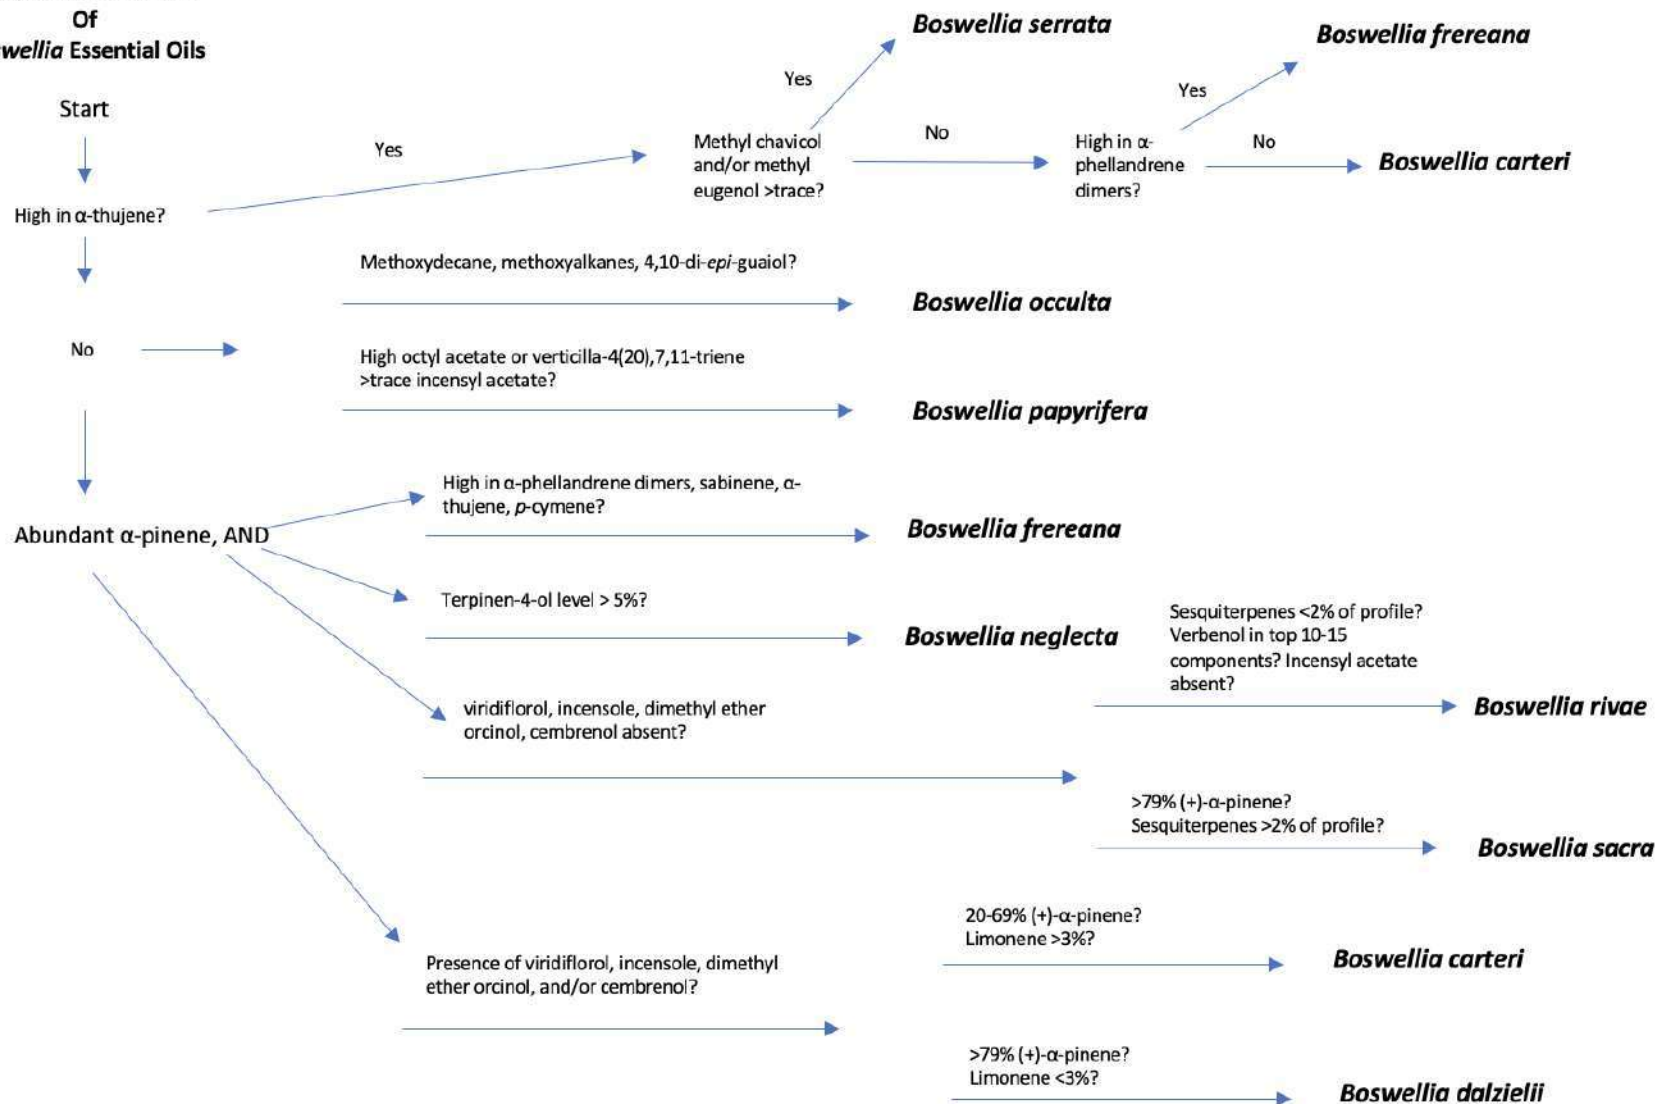 Of
Essential Oils
Start
High in α-thujene?
Yes
Methyl chavicol
and/or methyl
eugenol >trace?
Yes
Boswellia serrata
No
High in α-
phellandrene
dimers?
Yes
Boswellia frereana
No
Boswellia carteri
No
Methoxydecane, methoxyalkanes, 4,10-di-epi-guaiol?
Boswellia occulta
High octyl acetate or verticilla-4(20),7,11-triene
>trace incensyl acetate?
Boswellia papyrifera
Abundant α-pinene, AND
High in α-phellandrene dimers, sabinene, α-
thujene, p-cymene?
Boswellia frereana
Terpinen-4-ol level > 5%?
Boswellia neglecta
viridiflorol, incensole, dimethyl ether
orcinol, cembrenol absent?
Sesquiterpenes <2% of profile?
Verbenol in top 10-15
components? Incensyl acetate
absent?
Boswellia rivae
>79% (+)-α-pinene?
Sesquiterpenes >2% of profile?
Boswellia sacra
Presence of viridiflorol, incensole, dimethyl
ether orcinol, and/or cembrenol?
20-69% (+)-α-pinene?
Limonene >3%?
Boswellia carteri
>79% (+)-α-pinene?
Limonene <3%?
Boswellia dalzielii